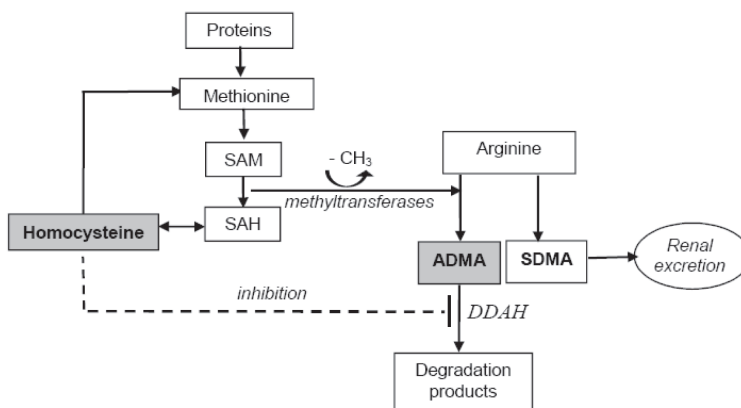 Proteins
Methionine
SAM
- CH₃
Arginine
methyltransferases
Homocysteine
SAH
ADMA
SDMA
Renal
excretion
inhibition
DDAH
Degradation
products